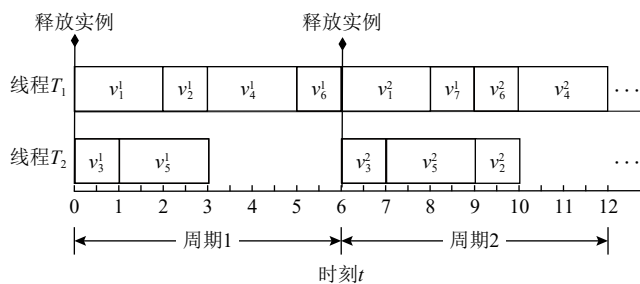 释放实例 释放实例
线程T₁ v₁¹ v₂¹ v₄¹ v₆¹ v₁² v₇¹ v₆² v₄² ···
线程T₂ v₃¹ v₅¹ v₃² v₅² v₂² ···
0 1 2 3 4 5 6 7 8 9 10 11 12
周期1 周期2
时刻t